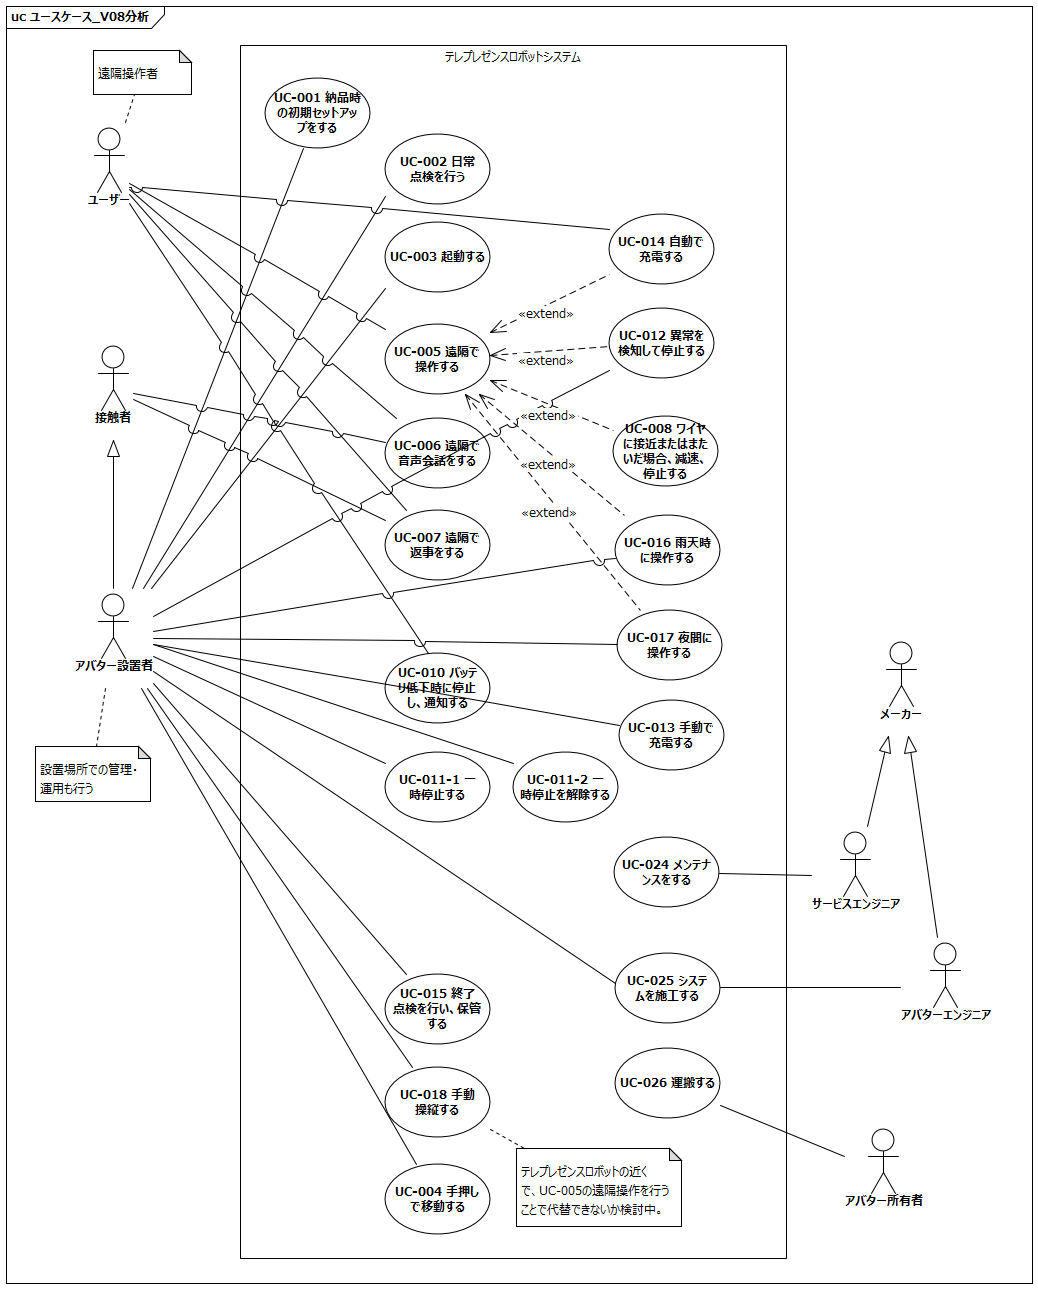 uc ユースケース_V08分析
テレプレゼンスロボットシステム
遠隔操作者
ユーザー
接触者
アバター設置者
設置場所での管理・
運用も行う
UC-001 納品時
の初期セットアッ
プをする
UC-002 日常
点検を行う
UC-003 起動する
UC-005 遠隔で
操作する
UC-006 遠隔で
音声会話をする
UC-007 遠隔で
返事をする
UC-010 バッテ
リ低下時に停止
し、通知する
UC-011-1 一
時停止する
UC-011-2 一
時停止を解除する
UC-015 終了
点検を行い、保管
する
UC-018 手動
操縦する
UC-004 手押し
で移動する
テレプレゼンスロボットの近く
で、UC-005の遠隔操作を行う
ことで代替できないか検討中。
«extend»
«extend»
«extend»
«extend»
«extend»
UC-014 自動で
充電する
UC-012 異常を
検知して停止する
UC-008 ワイヤ
に接近またはまた
いだ場合、減速、
停止する
UC-016 雨天時
に操作する
UC-017 夜間に
操作する
UC-013 手動で
充電する
UC-024 メンテナ
ンスをする
UC-025 システ
ムを施工する
UC-026 運搬する
メーカー
サービスエンジニア
アバターエンジニア
アバター所有者